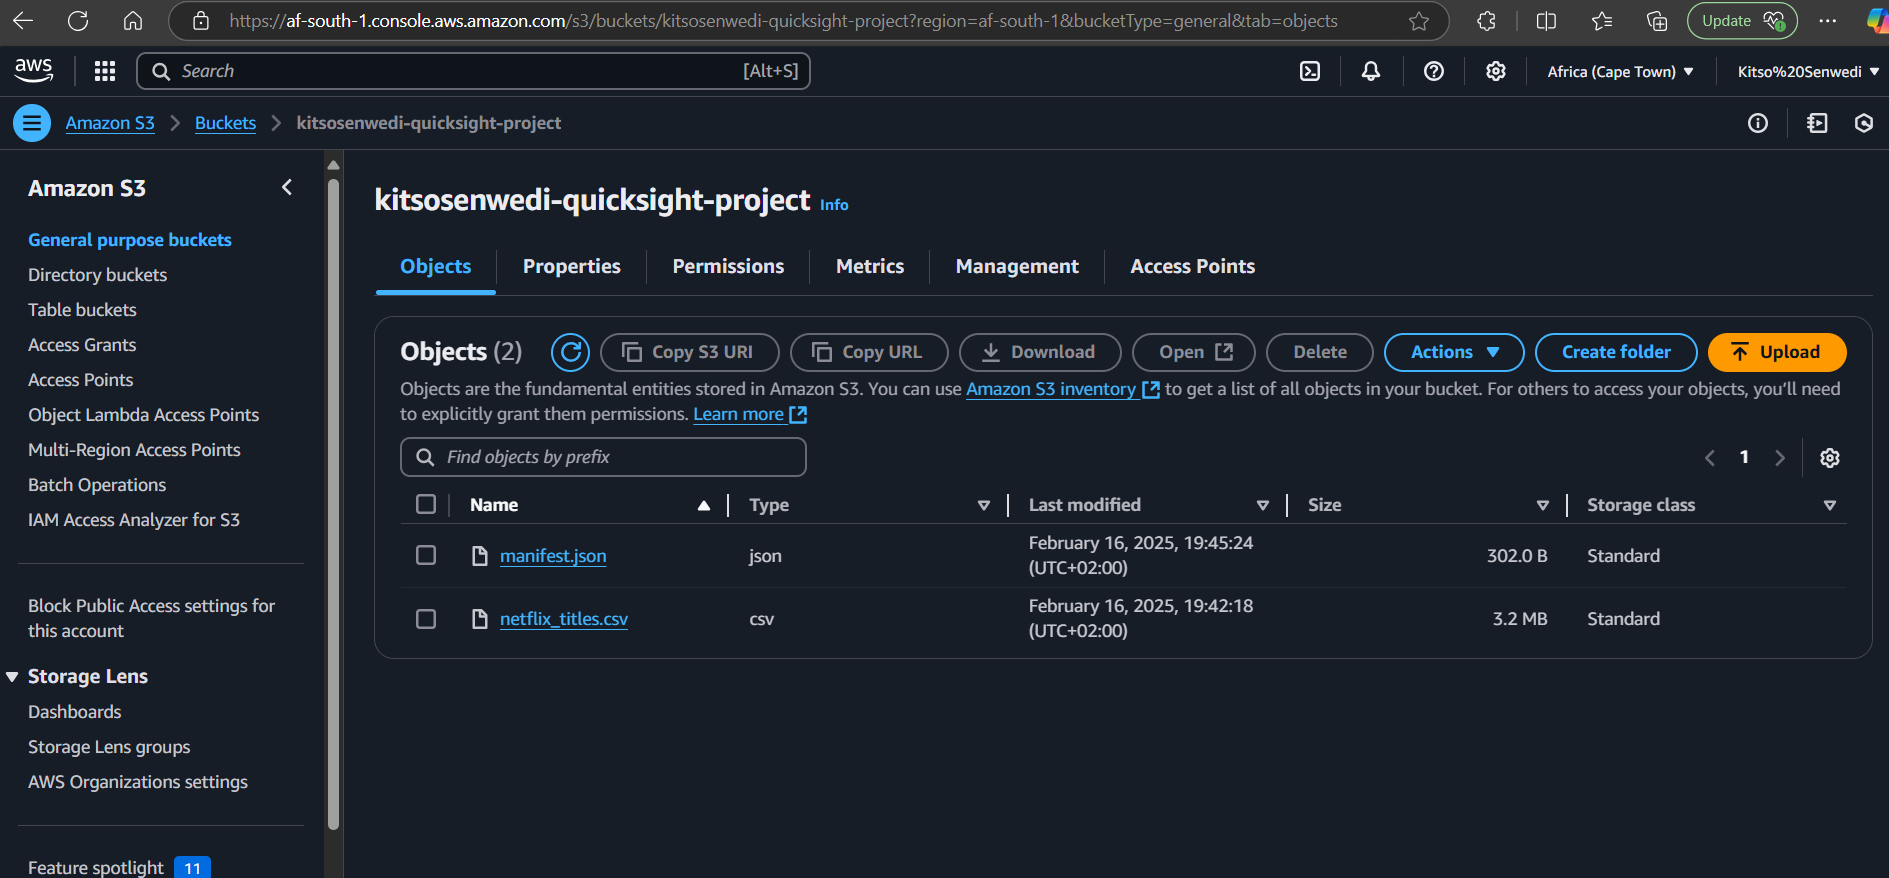 https://af-south-1.console.aws.amazon.com/s3/buckets/kitsosenwedi-quicksight-project?region=af-south-1&bucketType=general&tab=objects
Update
aws
Search
[Alt+S]
Africa (Cape Town)
Kitso%20Senwedi
Amazon S3
Buckets
kitsosenwedi-quicksight-project
Amazon S3
General purpose buckets
Directory buckets
Table buckets
Access Grants
Access Points
Object Lambda Access Points
Multi-Region Access Points
Batch Operations
IAM Access Analyzer for S3
Block Public Access settings for
this account
Storage Lens
Dashboards
Storage Lens groups
AWS Organizations settings
Feature spotlight 11
kitsosenwedi-quicksight-project Info
Objects
Properties
Permissions
Metrics
Management
Access Points
Objects (2)
Copy S3 URI
Copy URL
Download
Open
Delete
Actions
Create folder
Upload
Objects are the fundamental entities stored in Amazon S3. You can use Amazon S3 inventory to get a list of all objects in your bucket. For others to access your objects, you’ll need
to explicitly grant them permissions. Learn more
Find objects by prefix
1
Name
Type
Last modified
Size
Storage class
manifest.json
json
February 16, 2025, 19:45:24
(UTC+02:00)
302.0 B
Standard
netflix_titles.csv
csv
February 16, 2025, 19:42:18
(UTC+02:00)
3.2 MB
Standard